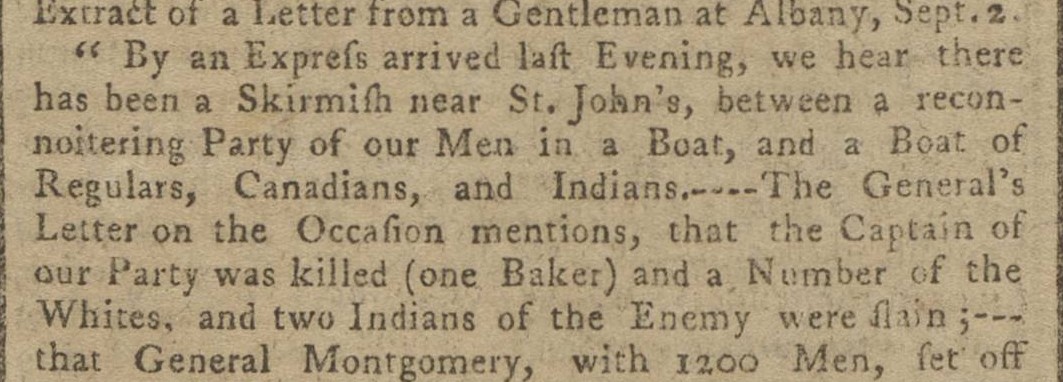 Extract of a Letter from a Gentleman at Albany, Sept. 2.
“ By an Expreſs arrived laſt Evening, we hear there
has been a Skirmiſh near St. John's, between a recon-
noitering Party of our Men in a Boat, and a Boat of
Regulars, Canadians, and Indians.----The General's
Letter on the Occaſion mentions, that the Captain of
our Party was killed (one Baker) and a Number of the
Whites, and two Indians of the Enemy were ſlain ;---
that General Montgomery, with 1200 Men, ſet off